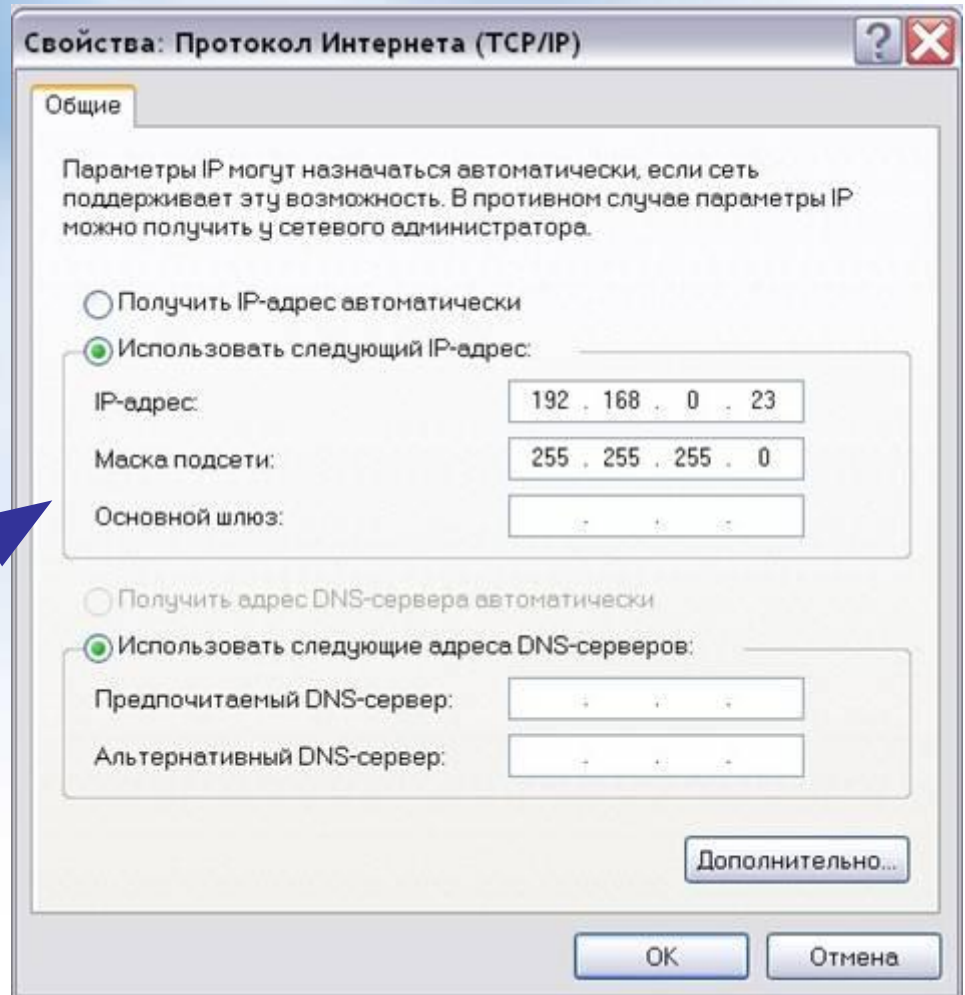 Свойства: Протокол Интернета (TCP/IP)
Общие
Параметры IP могут назначаться автоматически, если сеть
поддерживает эту возможность. В противном случае параметры IP
можно получить у сетевого администратора.
Получить IP-адрес автоматически
Использовать следующий IP-адрес:
IP-адрес: 192 . 168 . 0 . 23
Маска подсети: 255 . 255 . 255 . 0
Основной шлюз: . . .
Получить адрес DNS-сервера автоматически
Использовать следующие адреса DNS-серверов:
Предпочитаемый DNS-сервер: . . .
Альтернативный DNS-сервер: . . .
Дополнительно...
OK Отмена